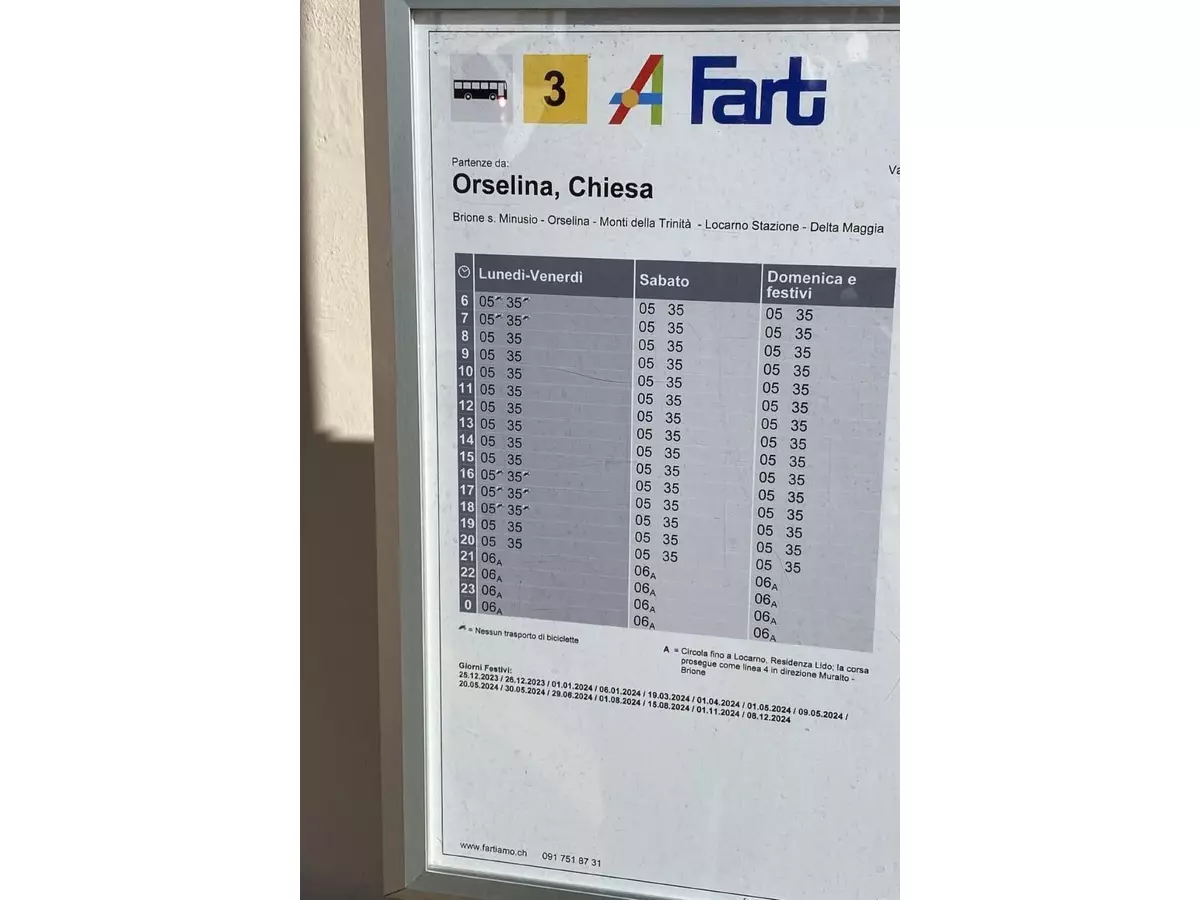 3 Fart
Partenze da:
Va
Orselina, Chiesa
Brione s. Minusio - Orselina - Monti della Trinità - Locarno Stazione - Delta Maggia
Lunedì-Venerdì Sabato Domenica e
festivi
6 05 35 05 35 05 35
7 05 35 05 35 05 35
8 05 35 05 35 05 35
9 05 35 05 35 05 35
10 05 35 05 35 05 35
11 05 35 05 35 05 35
12 05 35 05 35 05 35
13 05 35 05 35 05 35
14 05 35 05 35 05 35
15 05 35 05 35 05 35
16 05 35 05 35 05 35
17 05 35 05 35 05 35
18 05 35 05 35 05 35
19 05 35 05 35 05 35
20 05 35 05 35 05 35
21 06A 06A 06A
22 06A 06A 06A
23 06A 06A 06A
0 06A 06A 06A
= Nessun trasporto di biciclette
A = Circola fino a Locarno, Residenza Lido; la corsa
prosegue come linea 4 in direzione Muralto -
Brione
Giorni Festivi:
25.12.2023 / 26.12.2023 / 01.01.2024 / 06.01.2024 / 19.03.2024 / 01.04.2024 / 01.05.2024 / 09.05.2024 /
20.05.2024 / 30.05.2024 / 29.06.2024 / 01.08.2024 / 15.08.2024 / 01.11.2024 / 08.12.2024
www.fartiamo.ch 091 751 87 31